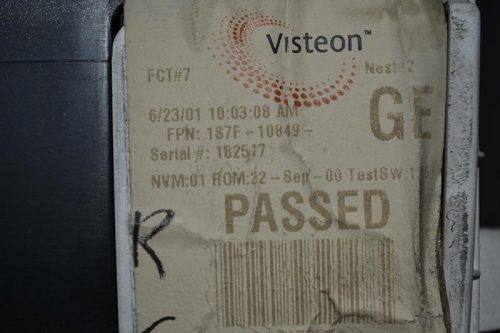 Visteon™
FCT#7
Nest#2
6/23/01 10:03:08 AM
GE
FPN: 1S7F-10849-
Serial #: 182517
NVM:01 ROM:22-Sep-00 TestSW
PASSED
R